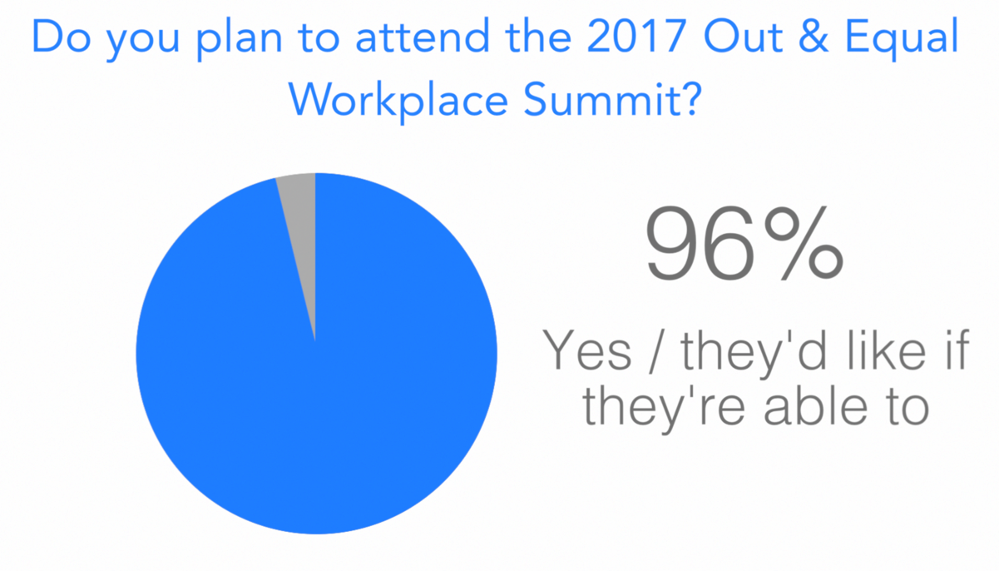 Do you plan to attend the 2017 Out & Equal
Workplace Summit?
96%
Yes / they'd like if
they're able to